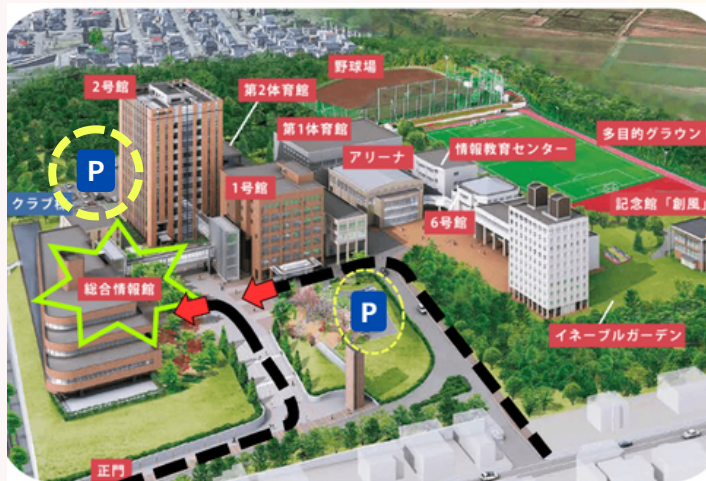 野球場
2号館
第2体育館
第1体育館
多目的グラウン
情報教育センター
アリーナ
P
1号館
クラブ
6号館
記念館「創風」
総合情報館
P
イネーブルガーデン
正門